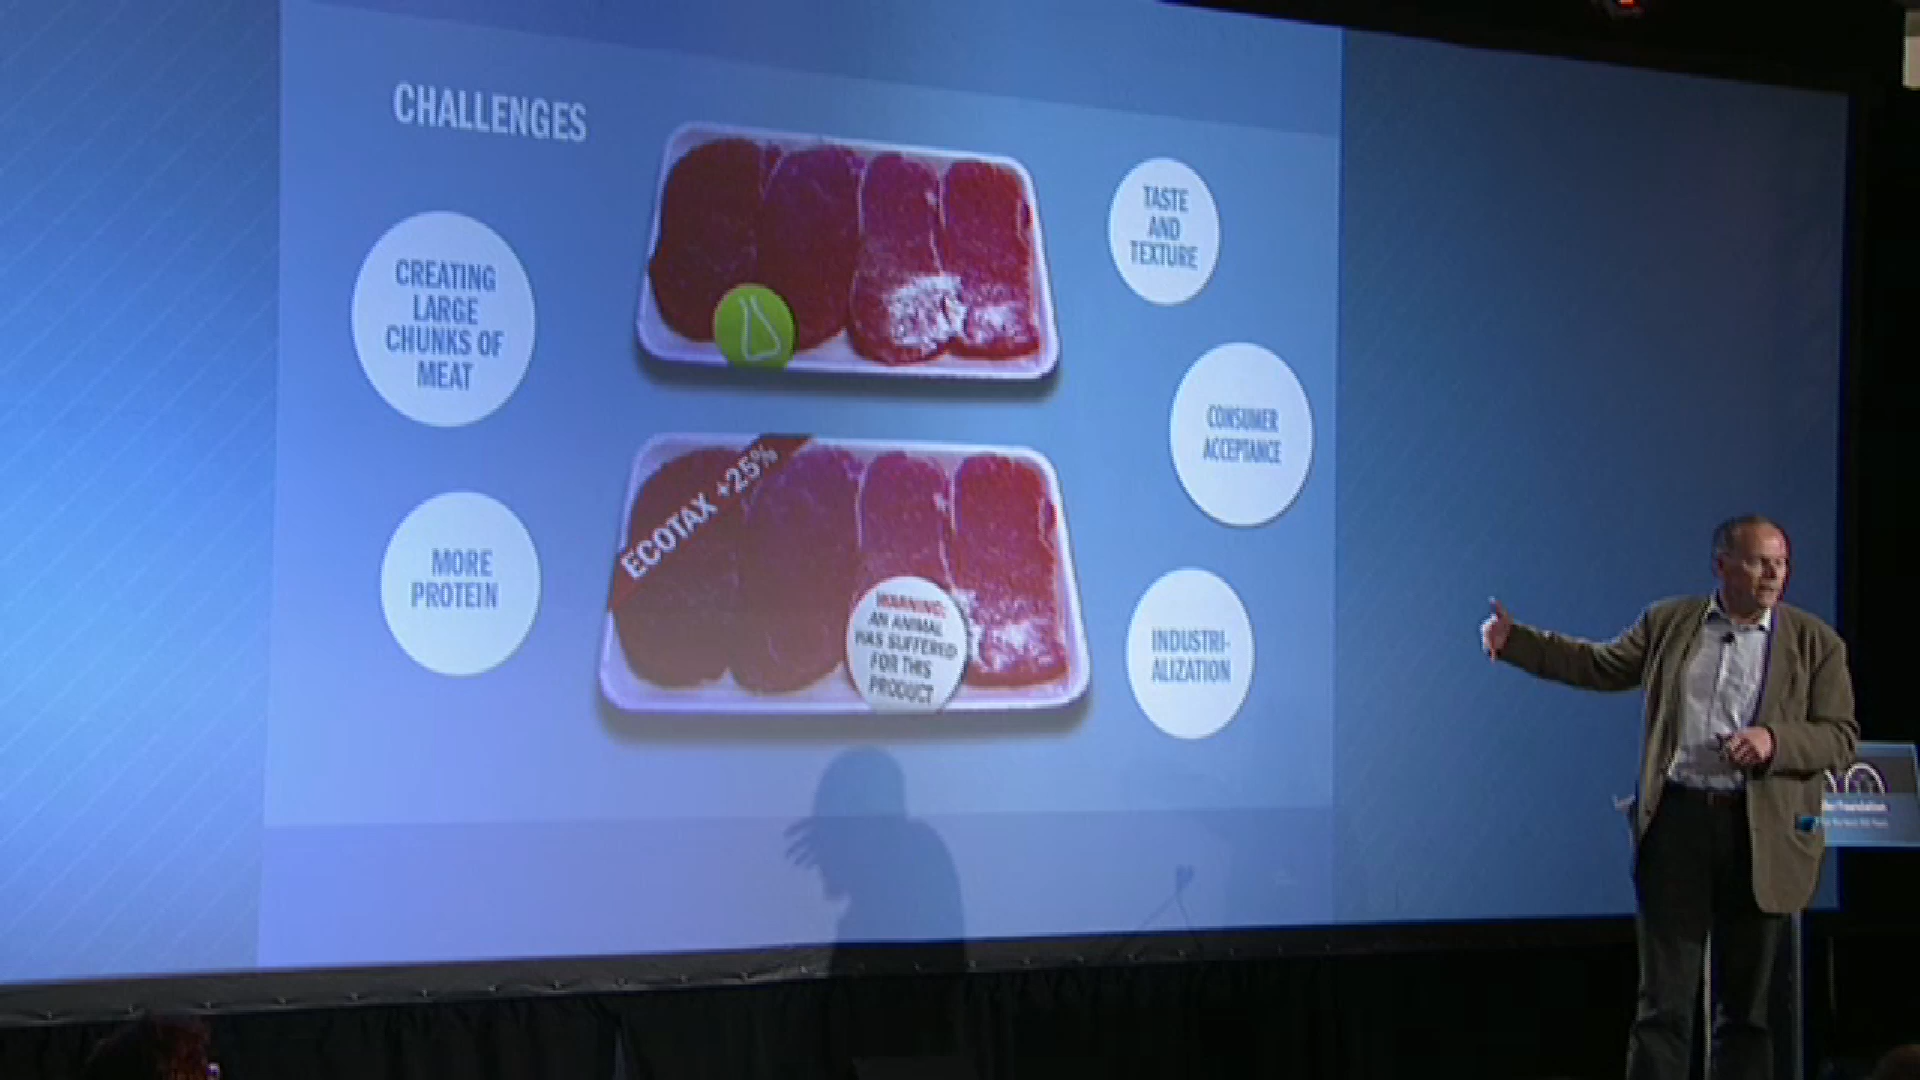 CHALLENGES
CREATING
LARGE
CHUNKS OF
MEAT
MORE
PROTEIN
ECOTAX +25%
WARNING:
AN ANIMAL
HAS SUFFERED
FOR THIS
PRODUCT
TASTE
AND
TEXTURE
CONSUMER
ACCEPTANCE
INDUSTRI-
ALIZATION
Foundation